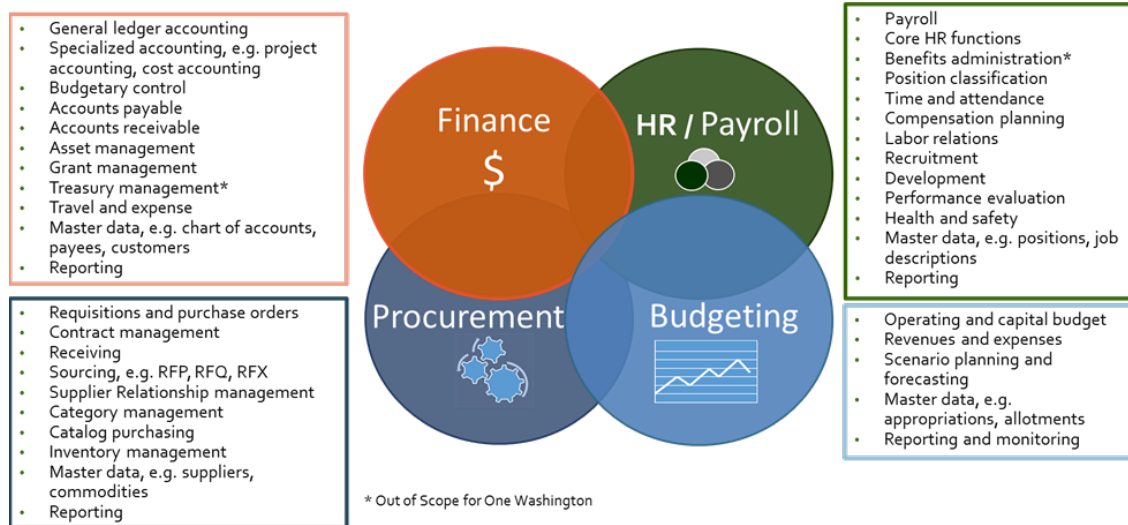 • General ledger accounting
• Specialized accounting, e.g. project
accounting, cost accounting
• Budgetary control
• Accounts payable
• Accounts receivable
• Asset management
• Grant management
• Treasury management*
• Travel and expense
• Master data, e.g. chart of accounts,
payees, customers
• Reporting
Finance
$
HR / Payroll
• Payroll
• Core HR functions
• Benefits administration*
• Position classification
• Time and attendance
• Compensation planning
• Labor relations
• Recruitment
• Development
• Performance evaluation
• Health and safety
• Master data, e.g. positions, job
descriptions
• Reporting
• Requisitions and purchase orders
• Contract management
• Receiving
• Sourcing, e.g. RFP, RFQ, RFX
• Supplier Relationship management
• Category management
• Catalog purchasing
• Inventory management
• Master data, e.g. suppliers,
commodities
• Reporting
Procurement
Budgeting
• Operating and capital budget
• Revenues and expenses
• Scenario planning and
forecasting
• Master data, e.g.
appropriations, allotments
• Reporting and monitoring
* Out of Scope for One Washington